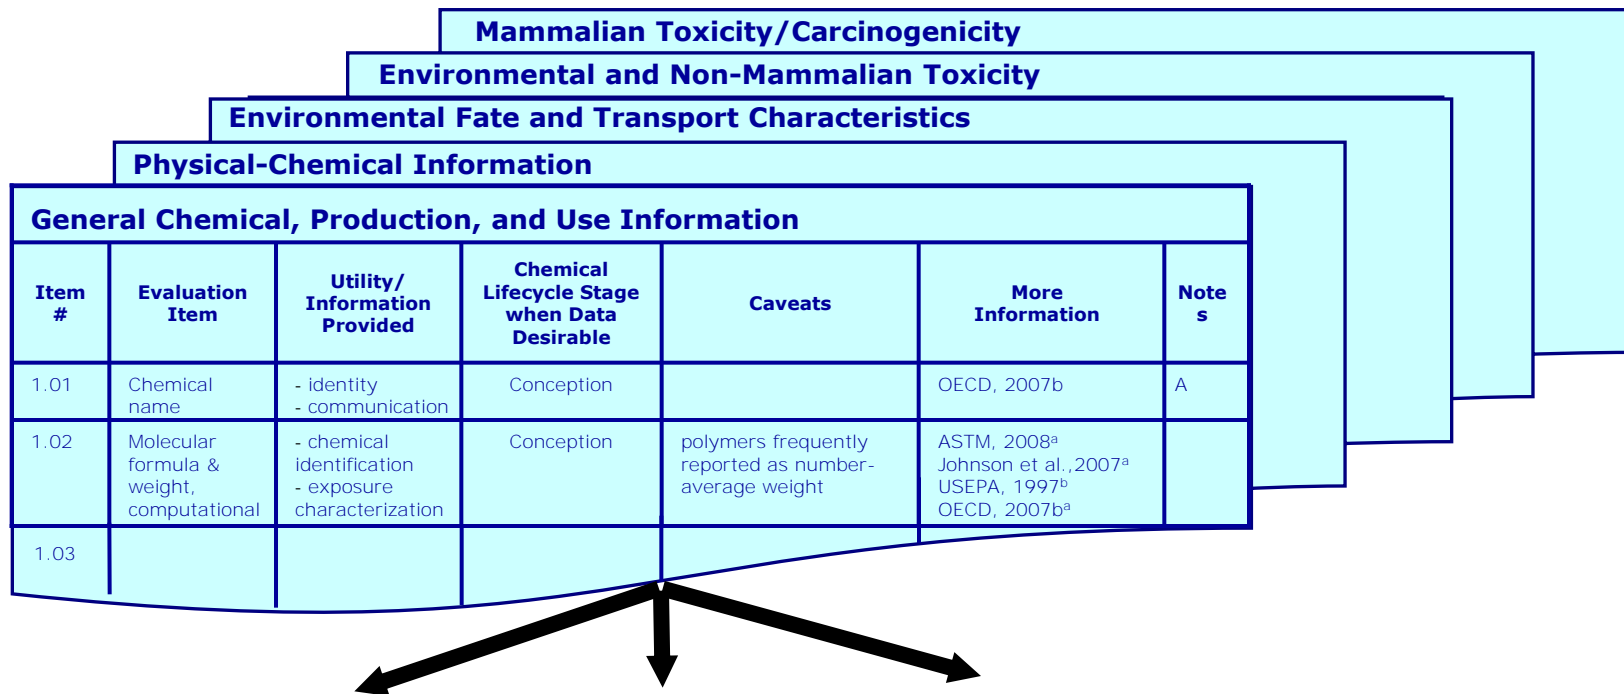 Mammalian Toxicity/Carcinogenicity
Environmental and Non-Mammalian Toxicity
Environmental Fate and Transport Characteristics
Physical-Chemical Information
General Chemical, Production, and Use Information
Item
#
Evaluation
Item
Utility/
Information
Provided
Chemical
Lifecycle Stage
when Data
Desirable
Caveats
More
Information
Note
s
1.01
Chemical
name
- identity
- communication
Conception
OECD, 2007b
A
1.02
Molecular
formula &
weight,
computational
- chemical
identification
- exposure
characterization
Conception
polymers frequently
reported as number-
average weight
ASTM, 2008ᵃ
Johnson et al.,2007ᵃ
USEPA, 1997ᵇ
OECD, 2007bᵃ
1.03